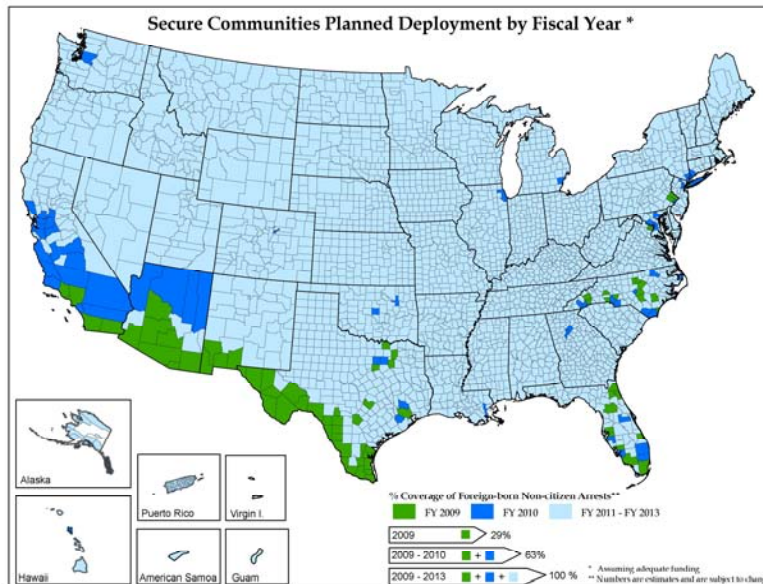 Secure Communities Planned Deployment by Fiscal Year *
Alaska
Puerto Rico
Virgin I.
Hawaii
American Samoa
Guam
% Coverage of Foreign-born Non-citizen Arrests**
FY 2009
FY 2010
FY 2011 - FY 2013
2009
29%
2009 - 2010
+
63%
2009 - 2013
+
+
100 %
* Assuming adequate funding
** Numbers are estimates and are subject to chan